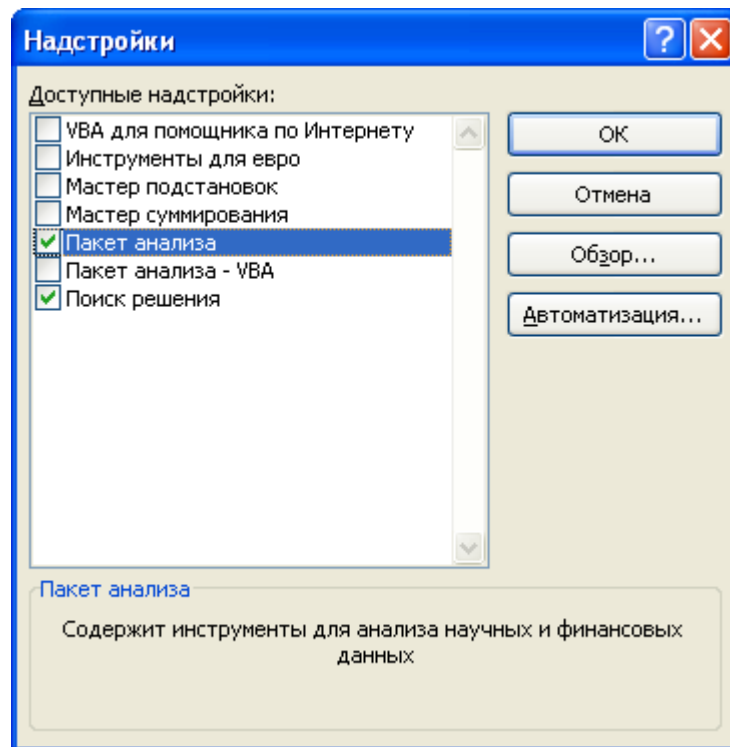 Надстройки
Доступные надстройки:
VBA для помощника по Интернету
Инструменты для евро
Мастер подстановок
Мастер суммирования
Пакет анализа
Пакет анализа - VBA
Поиск решения
ОК
Отмена
Обзор...
Автоматизация...
Пакет анализа
Содержит инструменты для анализа научных и финансовых
данных